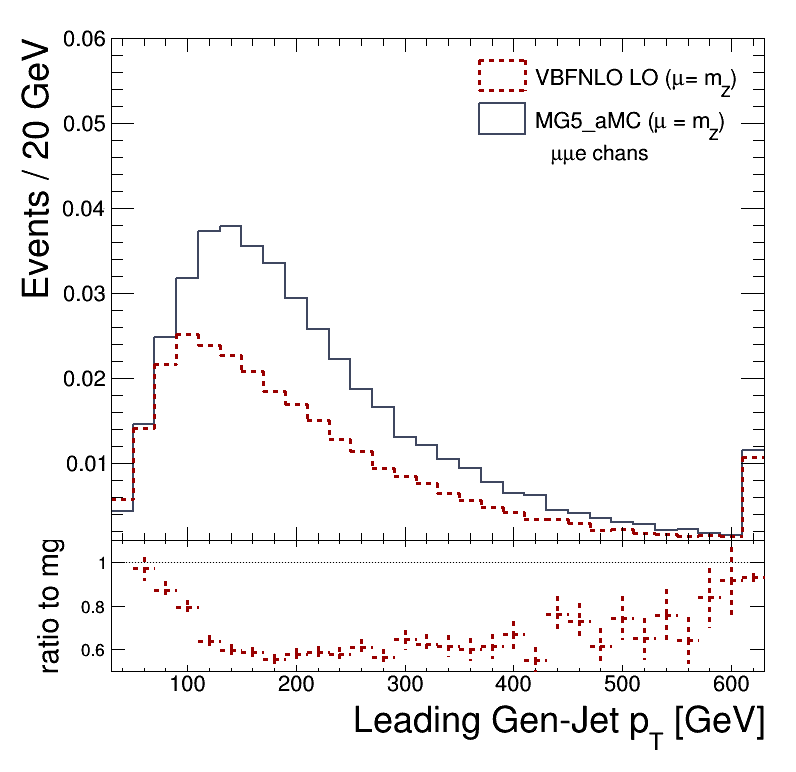 Events / 20 GeV
0.06
0.05
0.04
0.03
0.02
0.01
VBFNLO LO (μ= m_Z)
MG5_aMC (μ = m_Z)
μμe chans
ratio to mg
1
0.8
0.6
100 200 300 400 500 600
Leading Gen-Jet p_T [GeV]